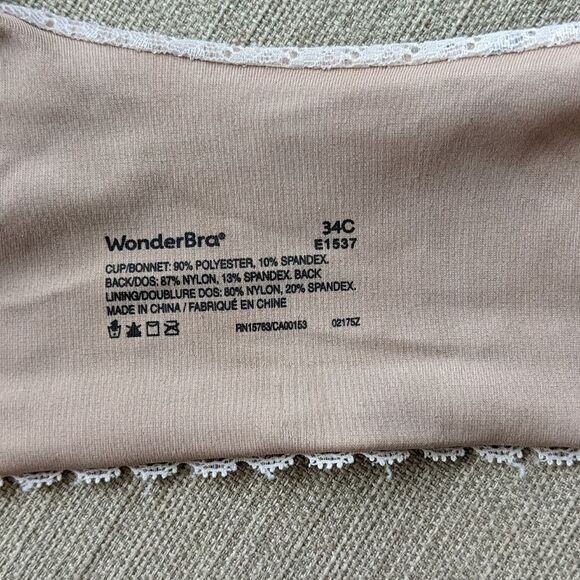 WonderBra® 34C
E1537
CUP/BONNET: 90% POLYESTER, 10% SPANDEX.
BACK/DOS: 87% NYLON, 13% SPANDEX. BACK
LINING/DOUBLURE DOS: 80% NYLON, 20% SPANDEX.
MADE IN CHINA / FABRIQUÉ EN CHINE
RN15763/CA00153 02175Z